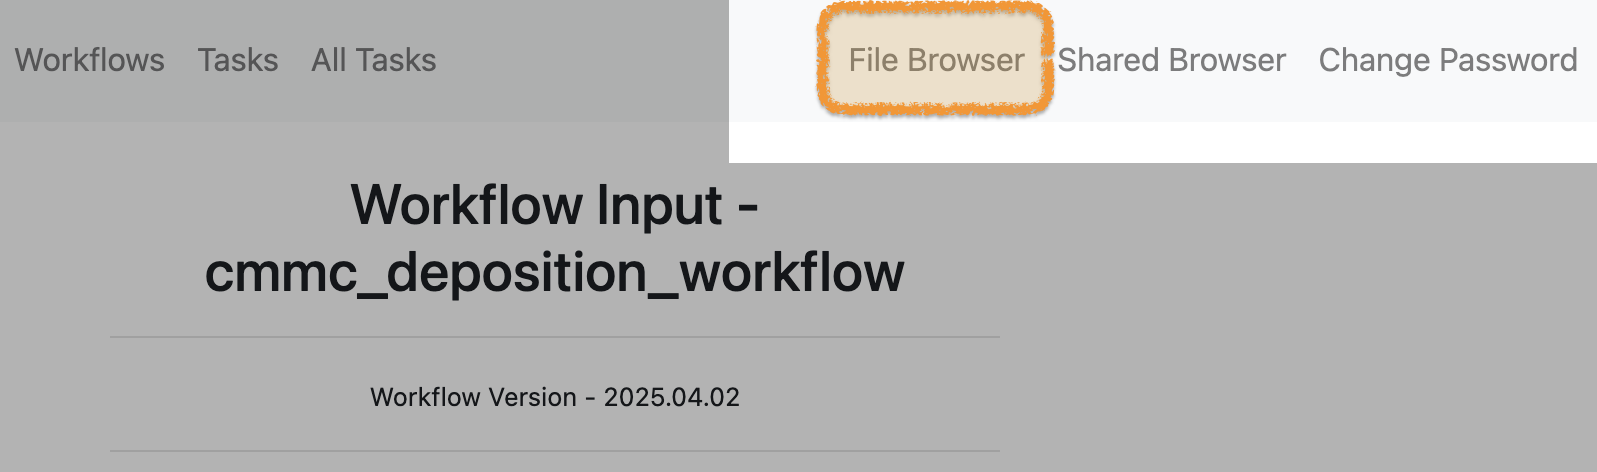 Workflows Tasks All Tasks File Browser Shared Browser Change Password
Workflow Input -
cmmc_deposition_workflow
Workflow Version - 2025.04.02